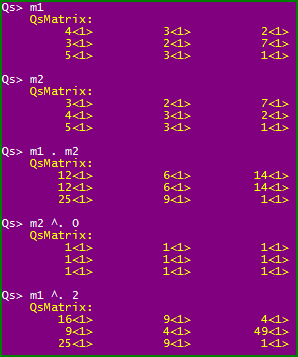 Qs> m1
QsMatrix:
4<1> 3<1> 2<1>
3<1> 2<1> 7<1>
5<1> 3<1> 1<1>
Qs> m2
QsMatrix:
3<1> 2<1> 7<1>
4<1> 3<1> 2<1>
5<1> 3<1> 1<1>
Qs> m1 . m2
QsMatrix:
12<1> 6<1> 14<1>
12<1> 6<1> 14<1>
25<1> 9<1> 1<1>
Qs> m2 ^. 0
QsMatrix:
1<1> 1<1> 1<1>
1<1> 1<1> 1<1>
1<1> 1<1> 1<1>
Qs> m1 ^. 2
QsMatrix:
16<1> 9<1> 4<1>
9<1> 4<1> 49<1>
25<1> 9<1> 1<1>